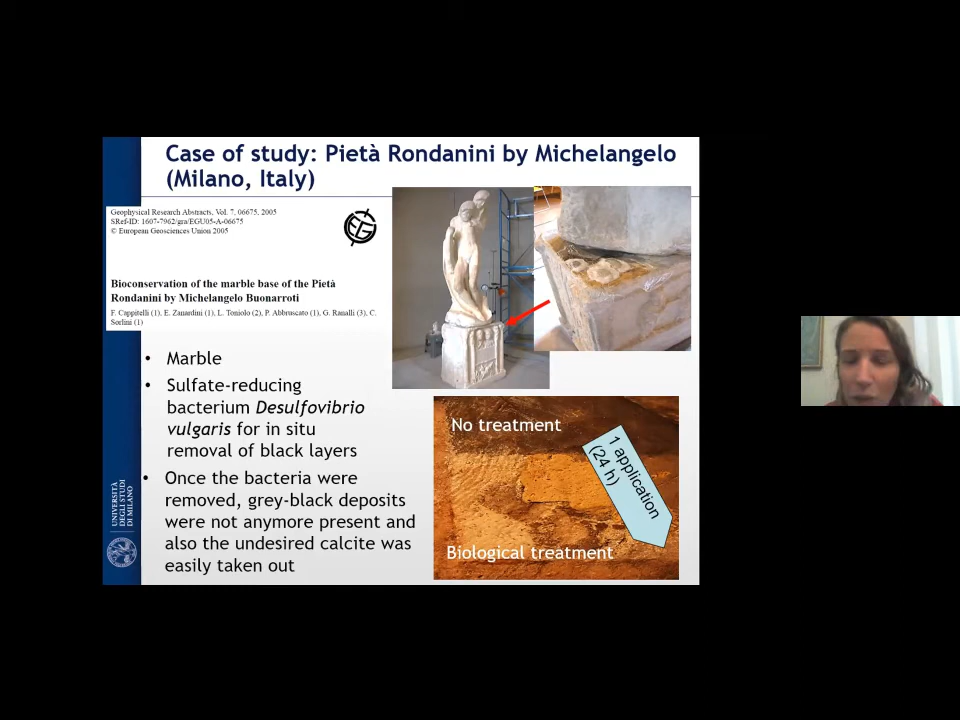 Case of study: Pietà Rondanini by Michelangelo
(Milano, Italy)
Geophysical Research Abstracts, Vol. 7, 06675, 2005
SRef-ID: 1607-7962/gra/EGU05-A-06675
© European Geosciences Union 2005
EGU
Bioconservation of the marble base of the Pietà
Rondanini by Michelangelo Buonarroti
F. Cappitelli (1), E. Zanardini (1), L. Toniolo (2), P. Abbruscato (1), G. Ranalli (3), C.
Sorlini (1)
• Marble
• Sulfate-reducing
bacterium Desulfovibrio
vulgaris for in situ
removal of black layers
• Once the bacteria were
removed, grey-black deposits
were not anymore present and
also the undesired calcite was
easily taken out
No treatment
1 application
(24 h)
Biological treatment
UNIVERSITÀ
DEGLI STUDI
DI MILANO